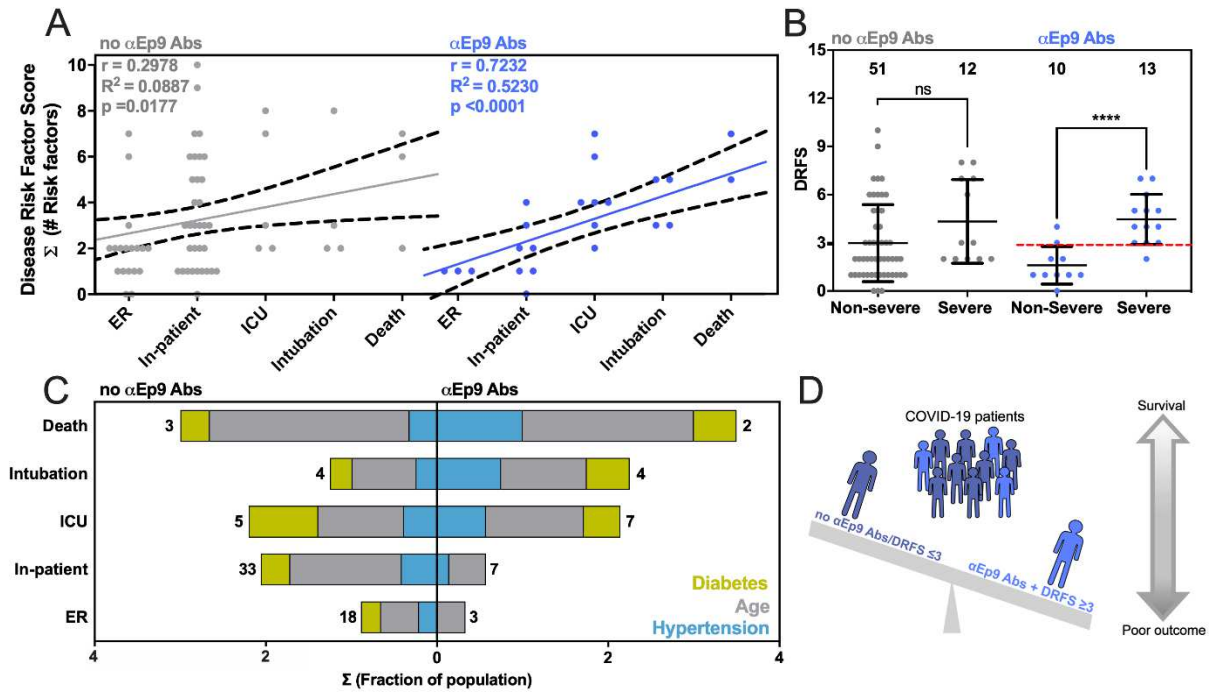 A
no αEp9 Abs
r = 0.2978
R² = 0.0887
p =0.0177
αEp9 Abs
r = 0.7232
R² = 0.5230
p <0.0001
Disease Risk Factor Score
Σ (# Risk factors)
10
8
6
4
2
0
ER
In-patient
ICU
Intubation
Death
ER
In-patient
ICU
Intubation
Death
B
no αEp9 Abs
αEp9 Abs
51
12
10
13
ns
****
DRFS
15
12
9
6
3
0
Non-severe
Severe
Non-Severe
Severe
C
no αEp9 Abs
αEp9 Abs
Death
3
2
Intubation
4
4
ICU
5
7
In-patient
33
7
ER
18
3
Diabetes
Age
Hypertension
4
2
0
2
4
Σ (Fraction of population)
D
COVID-19 patients
no αEp9 Abs/DRFS ≤3
αEp9 Abs + DRFS ≥3
Survival
Poor outcome